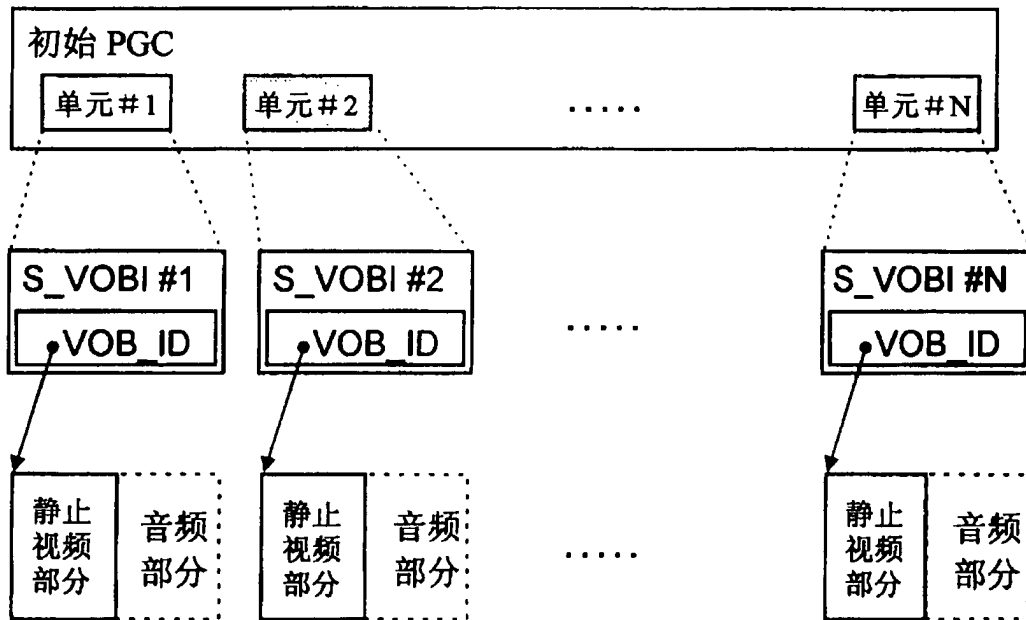 初始 PGC
单元#1 单元#2 ..... 单元#N
S_VOBI #1 S_VOBI #2 S_VOBI #N
.....
VOB_ID VOB_ID VOB_ID
静止 静止 静止
视频 视频 视频
部分 部分 部分
音频 音频 音频
部分 部分 部分
.....